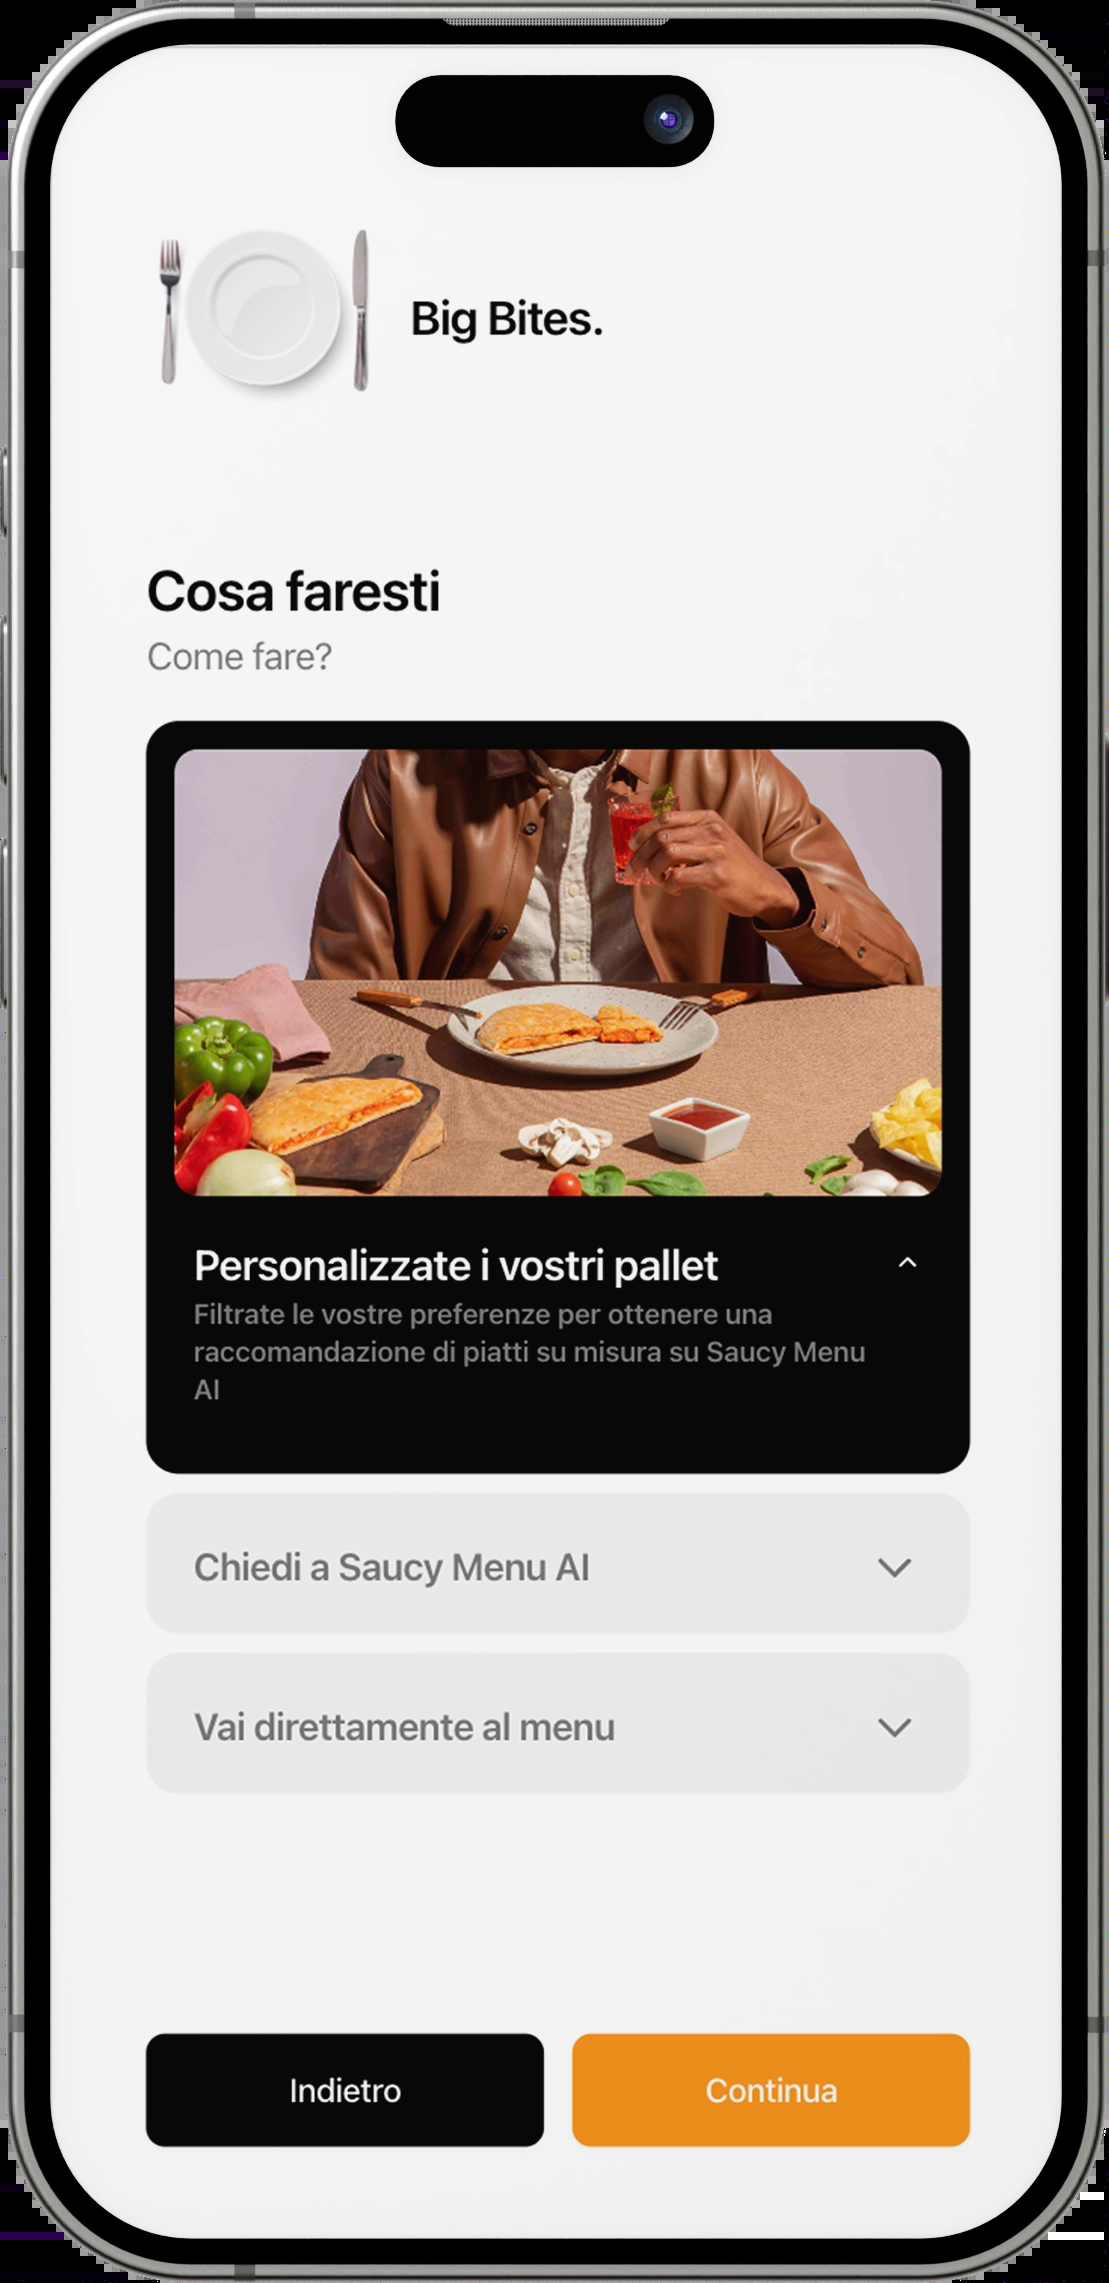 Big Bites.
Cosa faresti
Come fare?
Personalizzate i vostri pallet
Filtrate le vostre preferenze per ottenere una
raccomandazione di piatti su misura su Saucy Menu
AI
Chiedi a Saucy Menu AI
Vai direttamente al menu
Indietro
Continua